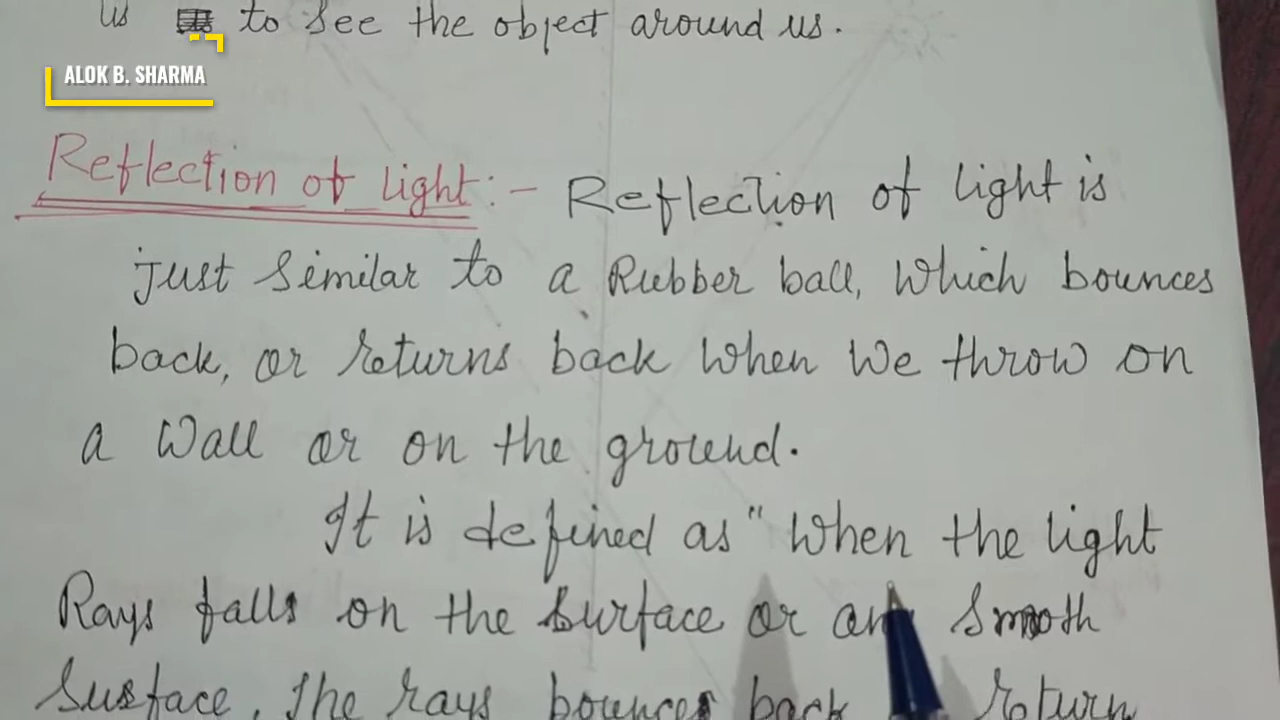 us to see the object around us.
ALOK B. SHARMA
Reflection of light :- Reflection of light is
just similar to a Rubber ball, which bounces
back, or returns back when we throw on
a wall or on the ground.
It is defined as "when the light
Rays falls on the surface or any smooth
surface, the rays bounces back return